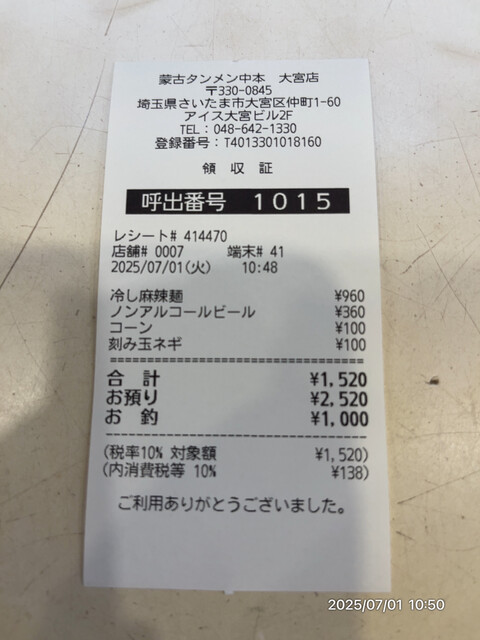 蒙古タンメン中本 大宮店
〒330-0845
埼玉県さいたま市大宮区仲町1-60
アイス大宮ビル2F
TEL：048-642-1330
登録番号：T4013301018160
領 収 証
呼出番号 1015
レシート# 414470
店舗# 0007 端末# 41
2025/07/01(火) 10:48
冷し麻辣麺 ¥960
ノンアルコールビール ¥360
コーン ¥100
刻み玉ネギ ¥100
合 計 ¥1,520
お預り ¥2,520
お 釣 ¥1,000
(税率10% 対象額 ¥1,520)
(内消費税等 10% ¥138)
ご利用ありがとうございました。
2025/07/01 10:50